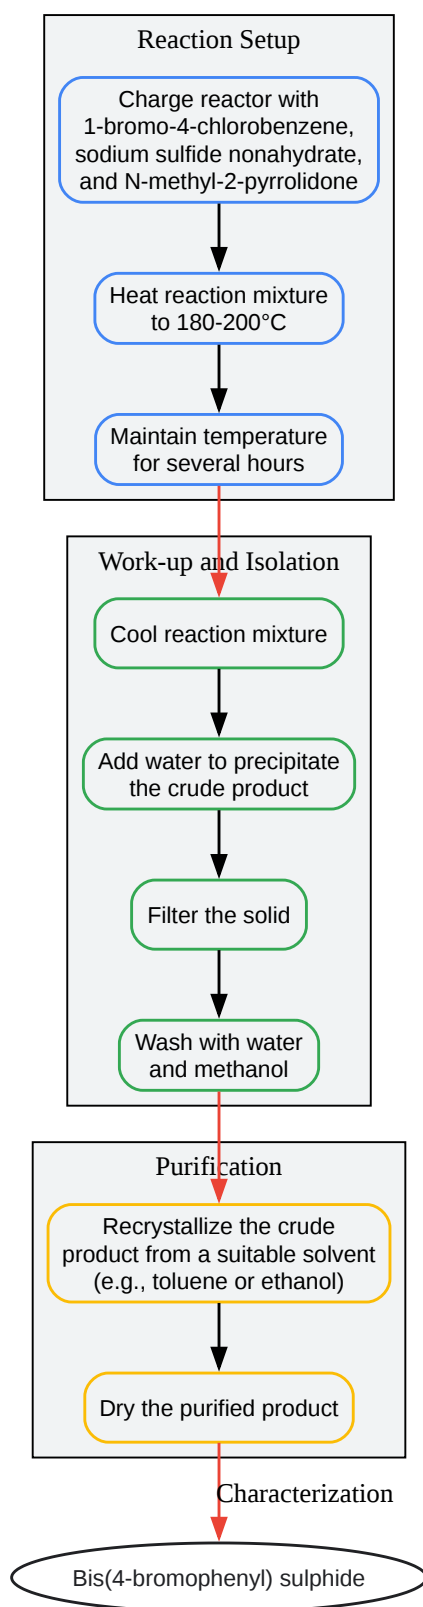 Reaction Setup
Charge reactor with
1-bromo-4-chlorobenzene,
sodium sulfide nonahydrate,
and N-methyl-2-pyrrolidone
Heat reaction mixture
to 180-200°C
Maintain temperature
for several hours
Work-up and Isolation
Cool reaction mixture
Add water to precipitate
the crude product
Filter the solid
Wash with water
and methanol
Purification
Recrystallize the crude
product from a suitable solvent
(e.g., toluene or ethanol)
Dry the purified product
Characterization
Bis(4-bromophenyl) sulphide